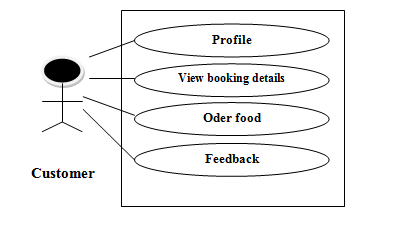 Profile
View booking details
Oder food
Feedback
Customer